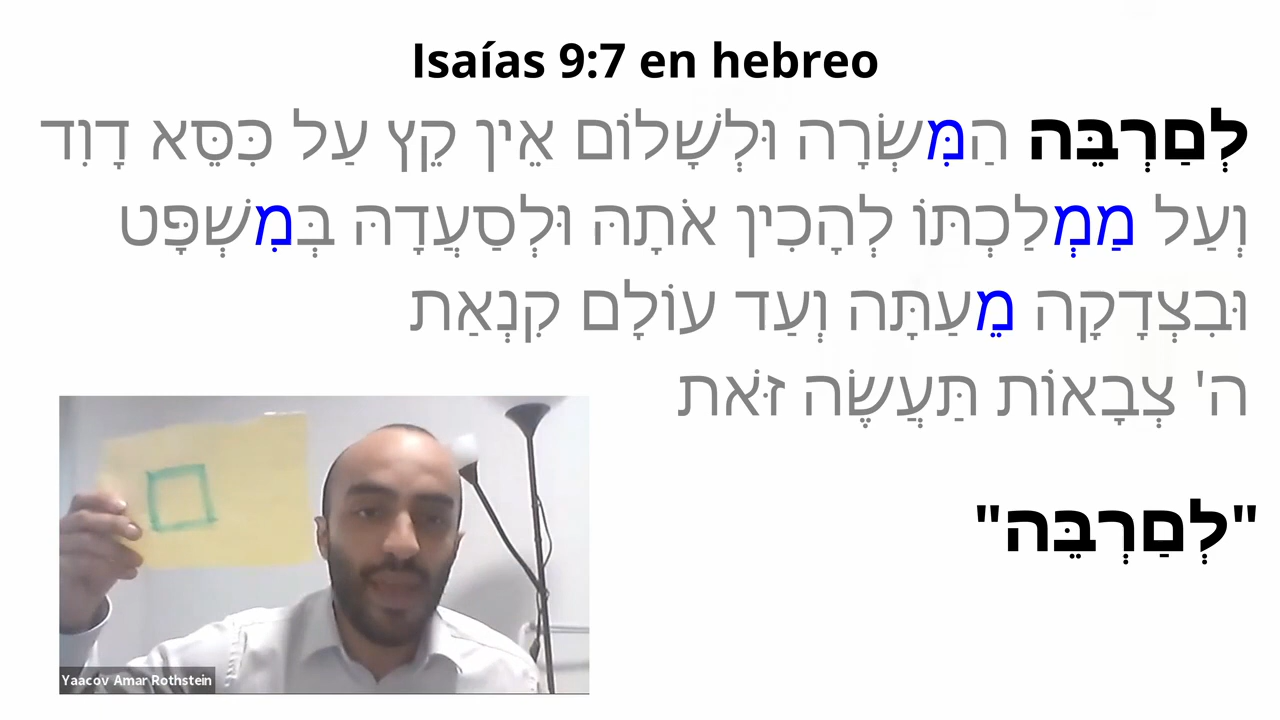 Isaías 9:7 en hebreo
לְםַרְבֵּה הַמִּשְׂרָה וּלְשָׁלוֹם אֵין קֵץ עַל כִּסֵּא דָוִד
וְעַל מַמְלַכְתּוֹ לְהָכִין אֹתָהּ וּלְסַעֲדָהּ בְּמִשְׁפָּט
וּבִצְדָקָה מֵעַתָּה וְעַד עוֹלָם קִנְאַת
ה' צְבָאוֹת תַּעֲשֶׂה זֹּאת
"לְםַרְבֵּה"
Yaacov Amar Rothstein